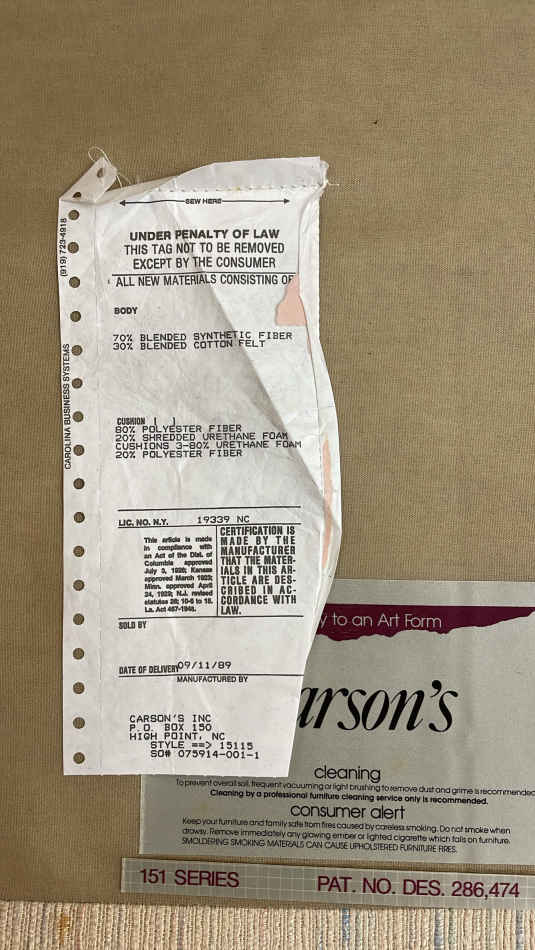 SEW HERE
UNDER PENALTY OF LAW
THIS TAG NOT TO BE REMOVED
EXCEPT BY THE CONSUMER
ALL NEW MATERIALS CONSISTING OF
BODY
70% BLENDED SYNTHETIC FIBER
30% BLENDED COTTON FELT
CUSHION (   )
80% POLYESTER FIBER
20% SHREDDED URETHANE FOAM
CUSHIONS 3-80% URETHANE FOAM
20% POLYESTER FIBER
LIC. NO. N.Y. 19339 NC
This article is made
in compliance with
an Act of the Dist. of
Columbia approved
July 3, 1926; Kansas
approved March 1923;
Minn. approved April
24, 1929; N.J. revised
statutes 26; 10-6 to 18.
La. Act 467-1948.
CERTIFICATION IS
MADE BY THE
MANUFACTURER
THAT THE MATER-
IALS IN THIS AR-
TICLE ARE DES-
CRIBED IN AC-
CORDANCE WITH
LAW.
SOLD BY
DATE OF DELIVERY 09/11/89
MANUFACTURED BY
CARSON'S INC
P.O. BOX 150
HIGH POINT, NC
STYLE ==> 15115
SO# 075914-001-1
CAROLINA BUSINESS SYSTEMS
(919) 723-4918
y to an Art Form
arson's
cleaning
To prevent overall soil, frequent vacuuming or light brushing to remove dust and grime is recommended
Cleaning by a professional furniture cleaning service only is recommended.
consumer alert
Keep your furniture and family safe from fires caused by careless smoking. Do not smoke when
drowsy. Remove immediately any glowing ember or lighted cigarette which falls on furniture.
SMOLDERING SMOKING MATERIALS CAN CAUSE UPHOLSTERED FURNITURE FIRES.
151 SERIES
PAT. NO. DES. 286,474